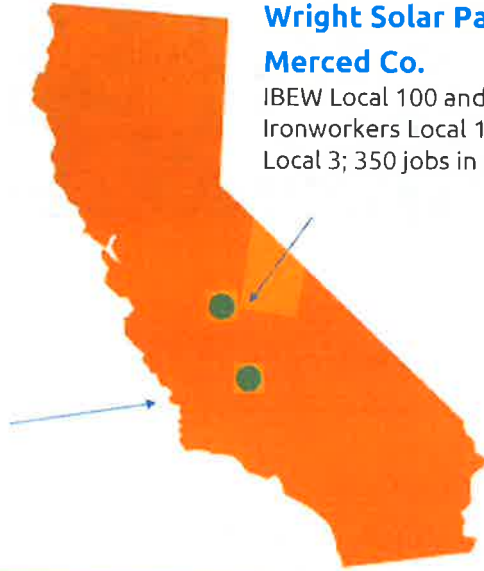 Wright Solar Pa
Merced Co.
IBEW Local 100 and
Ironworkers Local 1
Local 3; 350 jobs in